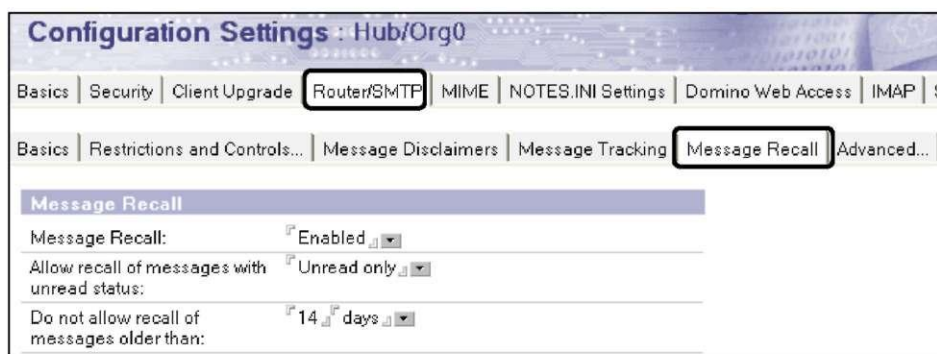 Configuration Settings : Hub/Org0
Basics | Security | Client Upgrade | Router/SMTP | MIME | NOTES.INI Settings | Domino Web Access | IMAP |
Basics | Restrictions and Controls... | Message Disclaimers | Message Tracking | Message Recall | Advanced...
Message Recall
Message Recall: Enabled
Allow recall of messages with Unread only
unread status:
Do not allow recall of 14 days
messages older than: